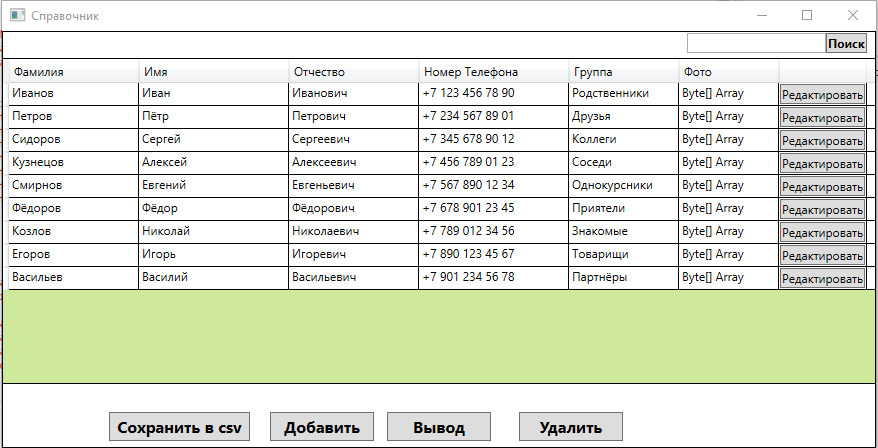 Справочник
Поиск
Фамилия Имя Отчество Номер Телефона Группа Фото
Иванов Иван Иванович +7 123 456 78 90 Родственники Byte[] Array Редактировать
Петров Пётр Петрович +7 234 567 89 01 Друзья Byte[] Array Редактировать
Сидоров Сергей Сергеевич +7 345 678 90 12 Коллеги Byte[] Array Редактировать
Кузнецов Алексей Алексеевич +7 456 789 01 23 Соседи Byte[] Array Редактировать
Смирнов Евгений Евгеньевич +7 567 890 12 34 Однокурсники Byte[] Array Редактировать
Фёдоров Фёдор Фёдорович +7 678 901 23 45 Приятели Byte[] Array Редактировать
Козлов Николай Николаевич +7 789 012 34 56 Знакомые Byte[] Array Редактировать
Егоров Игорь Игоревич +7 890 123 45 67 Товарищи Byte[] Array Редактировать
Васильев Василий Васильевич +7 901 234 56 78 Партнёры Byte[] Array Редактировать
Сохранить в csv Добавить Вывод Удалить